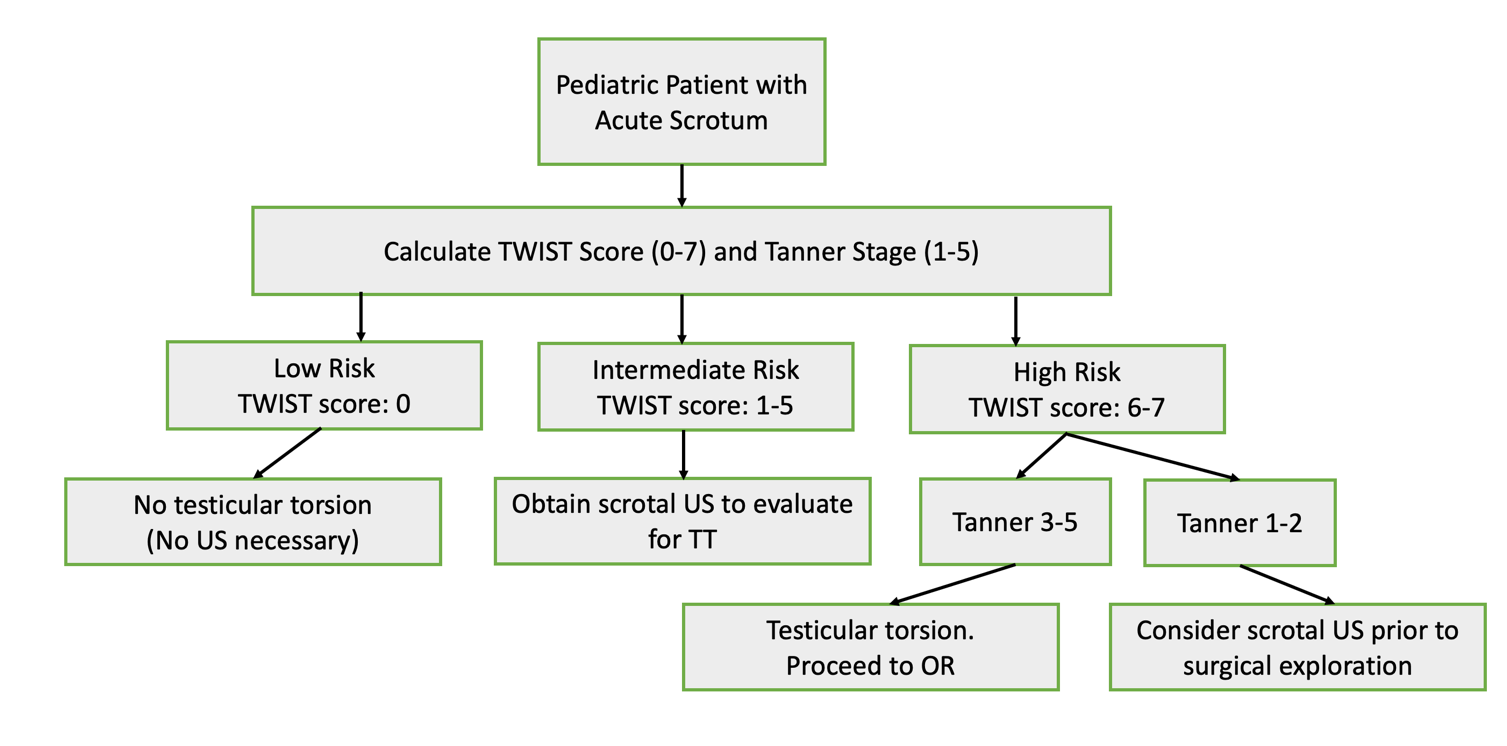 Pediatric Patient with
Acute Scrotum
Calculate TWIST Score (0-7) and Tanner Stage (1-5)
Low Risk
TWIST score: 0
Intermediate Risk
TWIST score: 1-5
High Risk
TWIST score: 6-7
No testicular torsion
(No US necessary)
Obtain scrotal US to evaluate
for TT
Tanner 3-5
Tanner 1-2
Testicular torsion.
Proceed to OR
Consider scrotal US prior to
surgical exploration